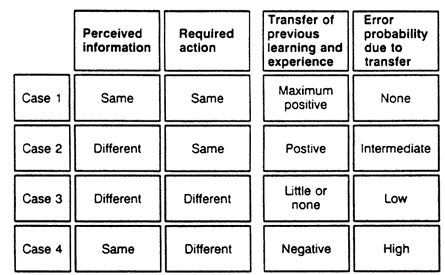 Perceived information
Required action
Transfer of previous learning and experience
Error probability due to transfer
Case 1 Same Same Maximum positive None
Case 2 Different Same Postive Intermediate
Case 3 Different Different Little or none Low
Case 4 Same Different Negative High